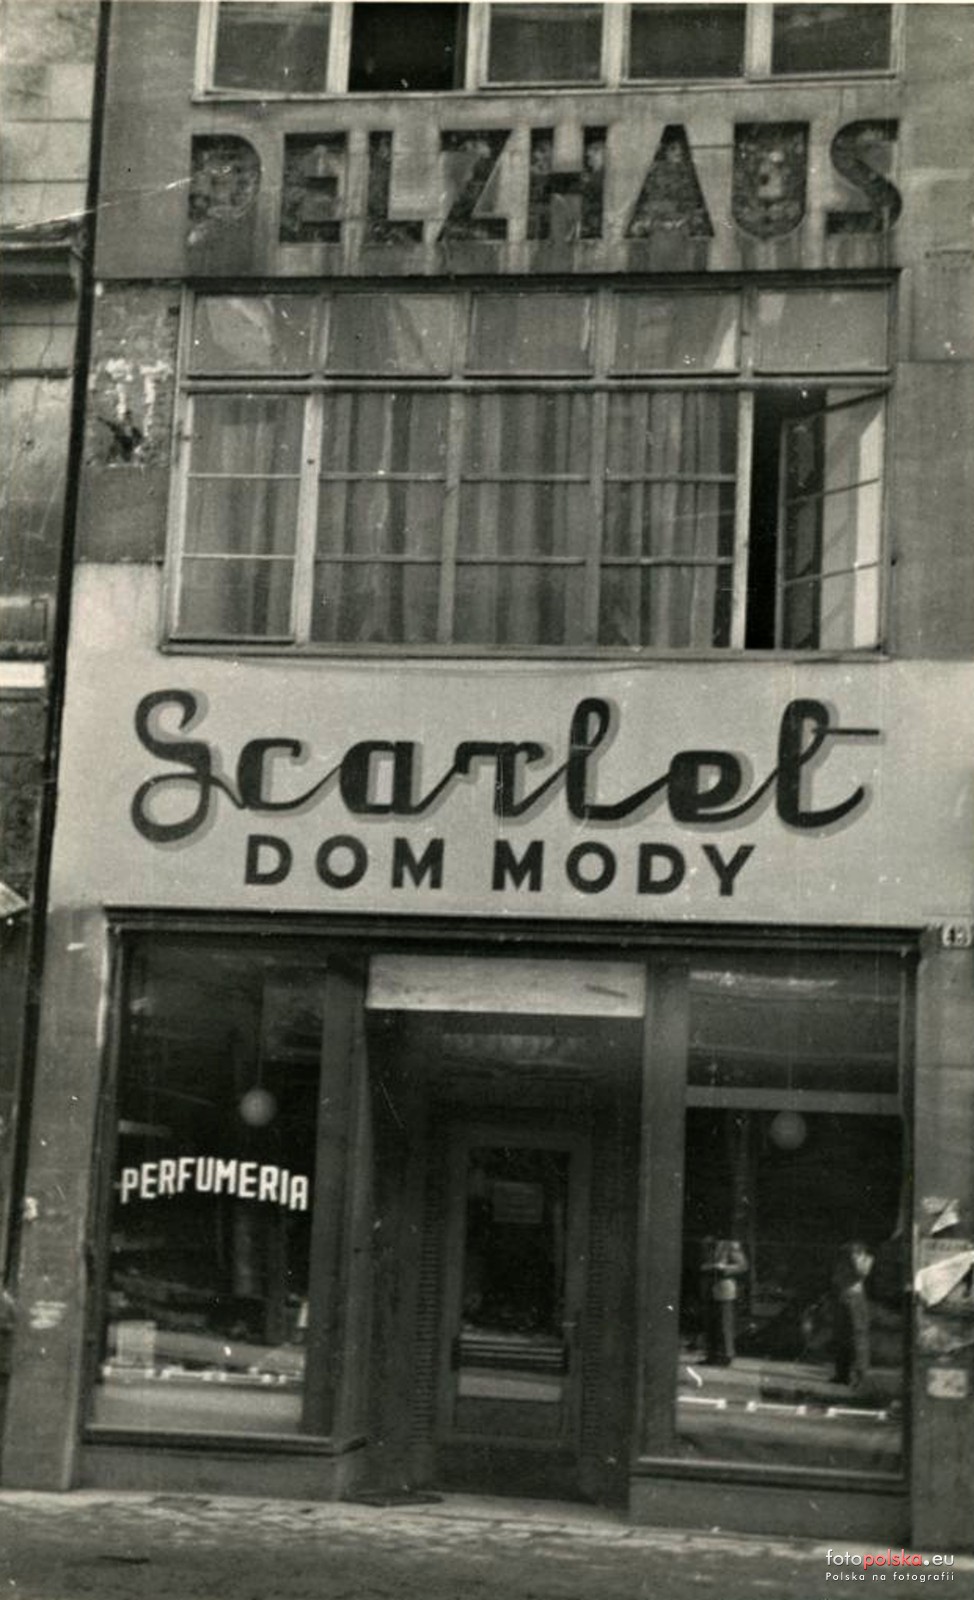 PELZHAUS
Scarlet
DOM MODY
PERFUMERIA
fotopolska.eu
Polska na fotografii